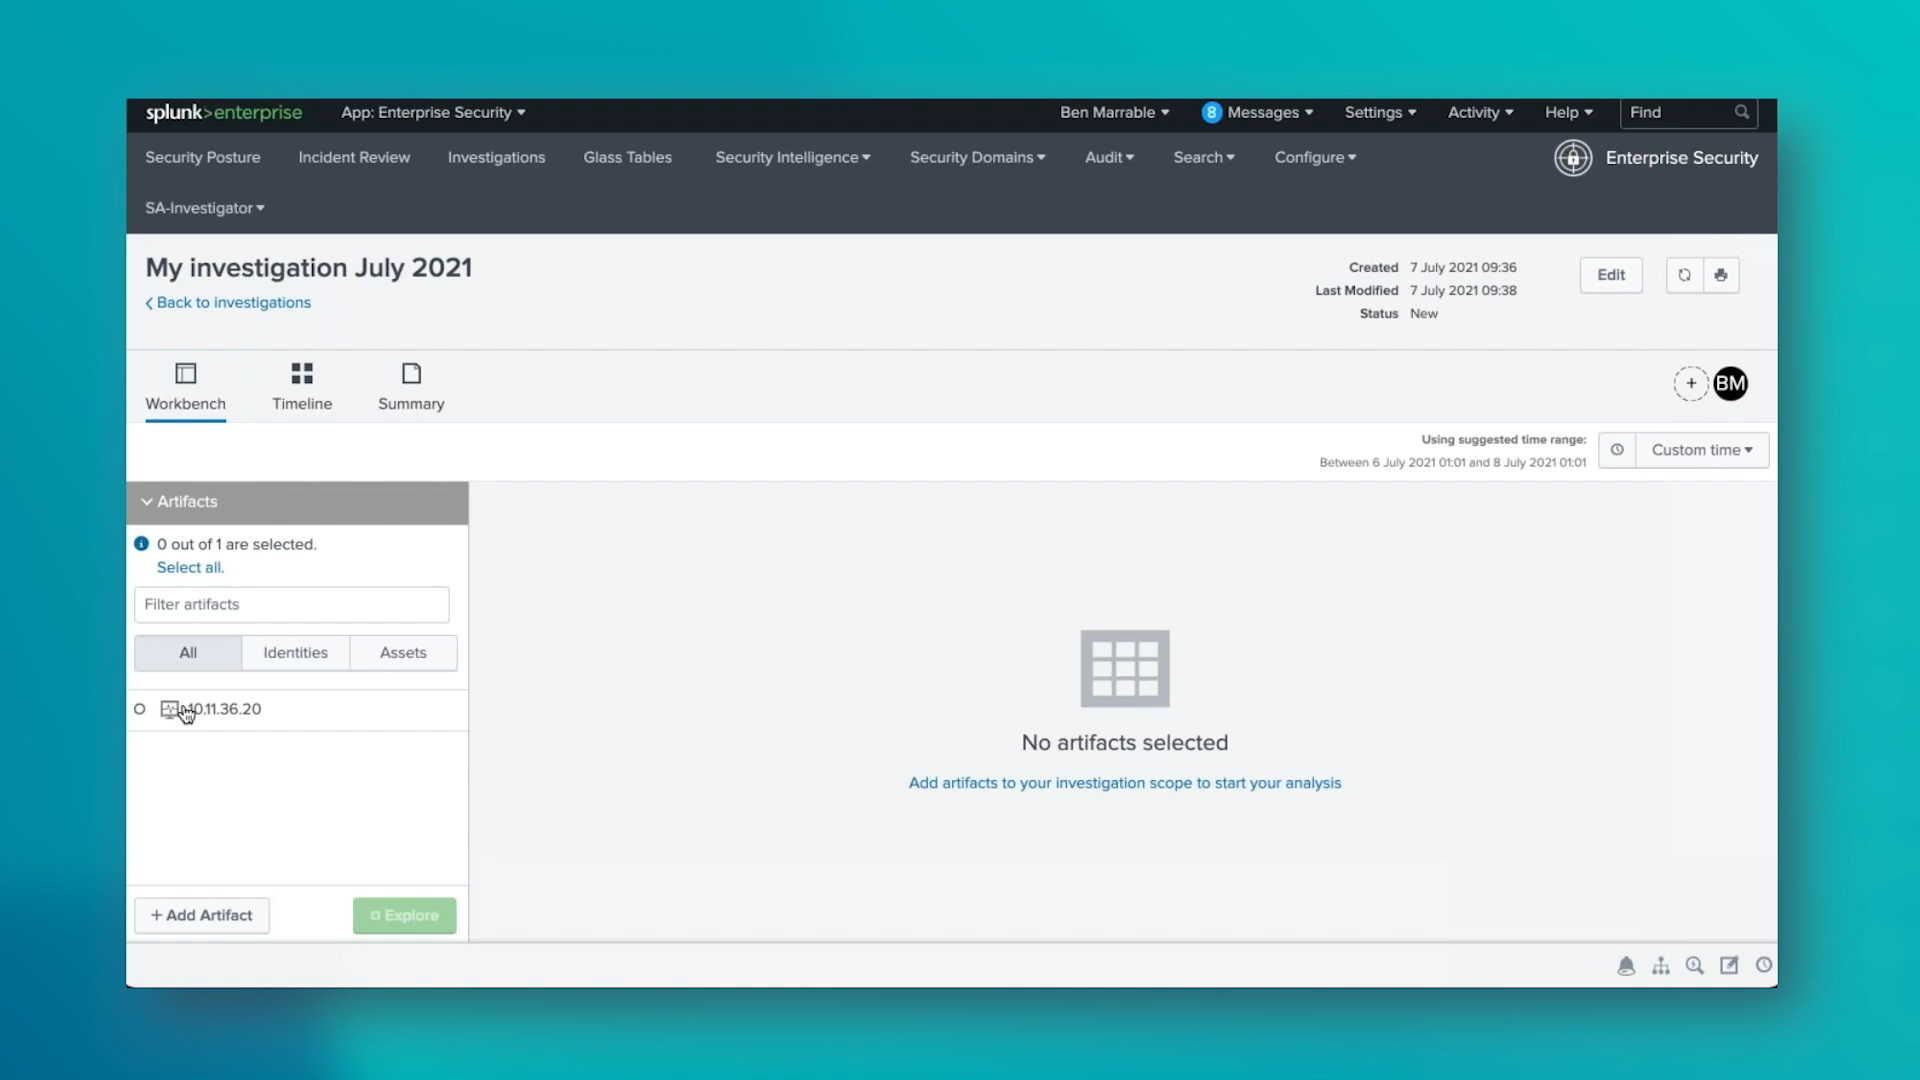 splunk>enterprise App: Enterprise Security Ben Marrable 8 Messages Settings Activity Help Find
Security Posture Incident Review Investigations Glass Tables Security Intelligence Security Domains Audit Search Configure Enterprise Security
SA-Investigator
My investigation July 2021
Back to investigations
Created 7 July 2021 09:36
Last Modified 7 July 2021 09:38
Status New
Edit
Workbench Timeline Summary
+ BM
Using suggested time range:
Between 6 July 2021 01:01 and 8 July 2021 01:01
Custom time
Artifacts
0 out of 1 are selected.
Select all.
Filter artifacts
All Identities Assets
10.11.36.20
No artifacts selected
Add artifacts to your investigation scope to start your analysis
+ Add Artifact Explore